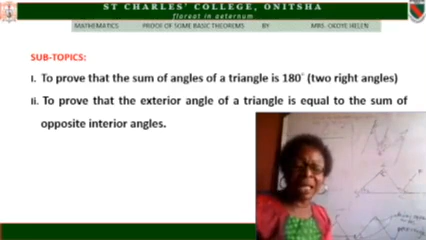 ST CHARLES' COLLEGE, ONITSHA
floreat in aeternum
MATHEMATICS PROOF OF SOME BASIC THEOREMS BY MRS. OKOYE HELEN
SUB-TOPICS:
I. To prove that the sum of angles of a triangle is 180° (two right angles)
II. To prove that the exterior angle of a triangle is equal to the sum of
opposite interior angles.